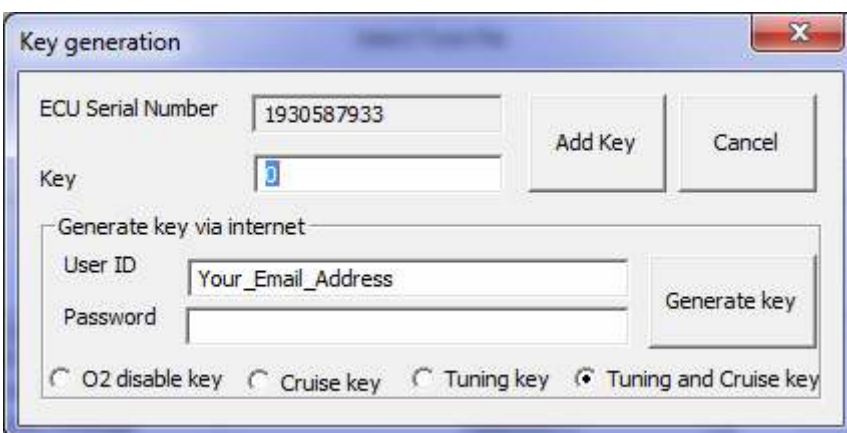 Key generation
ECU Serial Number 1930587933
Add Key
Cancel
Key 0
Generate key via internet
User ID Your_Email_Address
Password
Generate key
O2 disable key Cruise key Tuning key Tuning and Cruise key